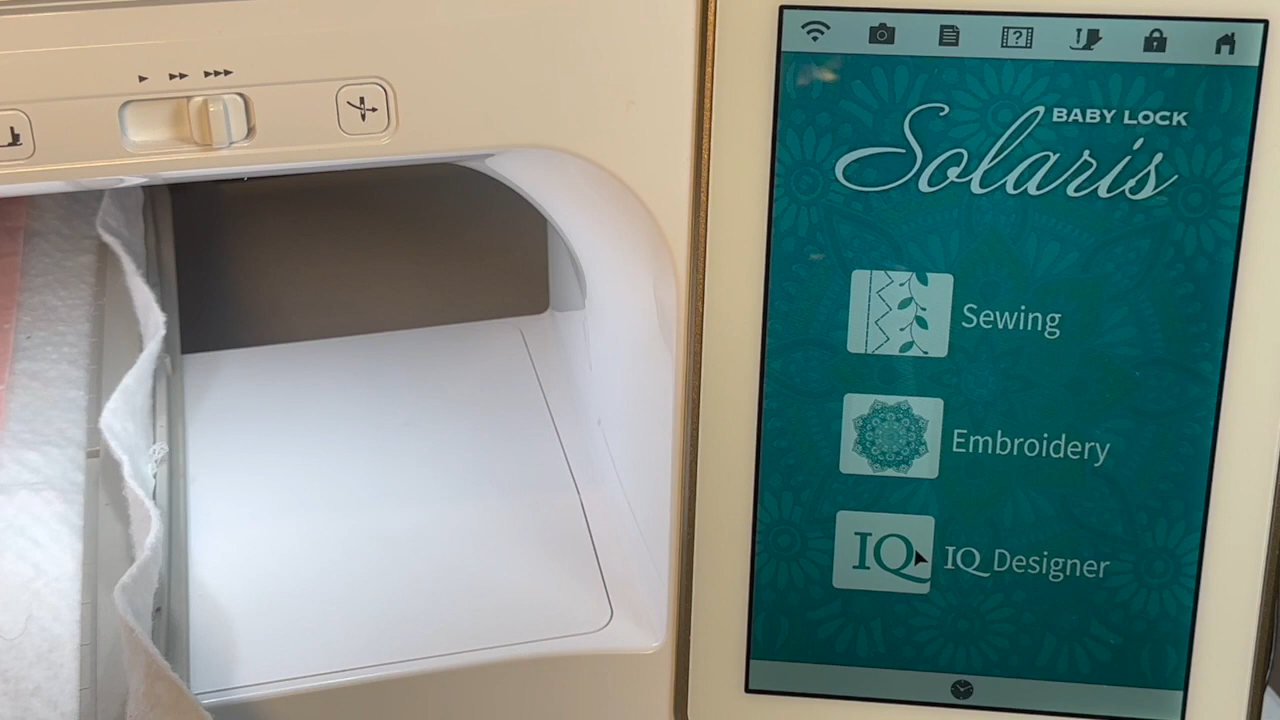 ?
BABY LOCK
Solaris
Sewing
Embroidery
IQ IQ Designer